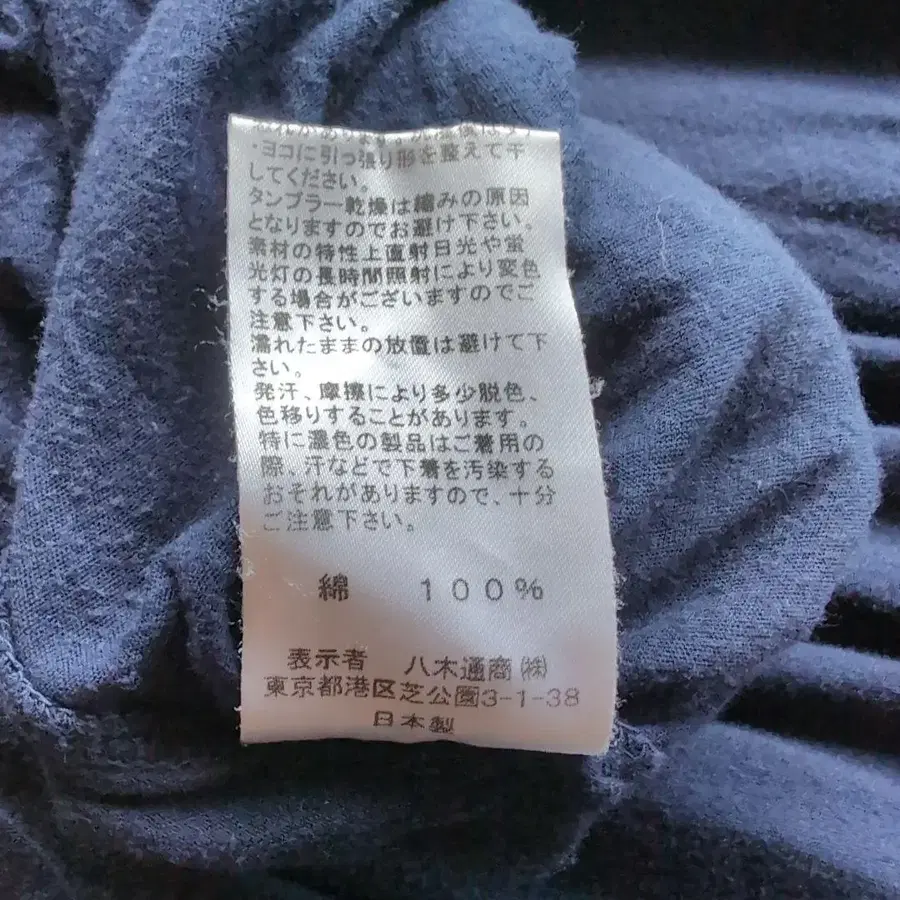 ・ヨコに引っ張り形を整えて干
してください。
タンブラー乾燥は縮みの原因
となりますのでお避け下さい。
素材の特性上直射日光や蛍
光灯の長時間照射により変色
する場合がございますのでご
注意下さい。
濡れたままの放置は避けて下
さい。
発汗、摩擦により多少脱色、
色移りすることがあります。
特に濃色の製品はご着用の
際、汗などで下着を汚染する
おそれがありますので、十分
ご注意下さい。
綿 100%
表示者 八木通商㈱
東京都港区芝公園3-1-38
日本製